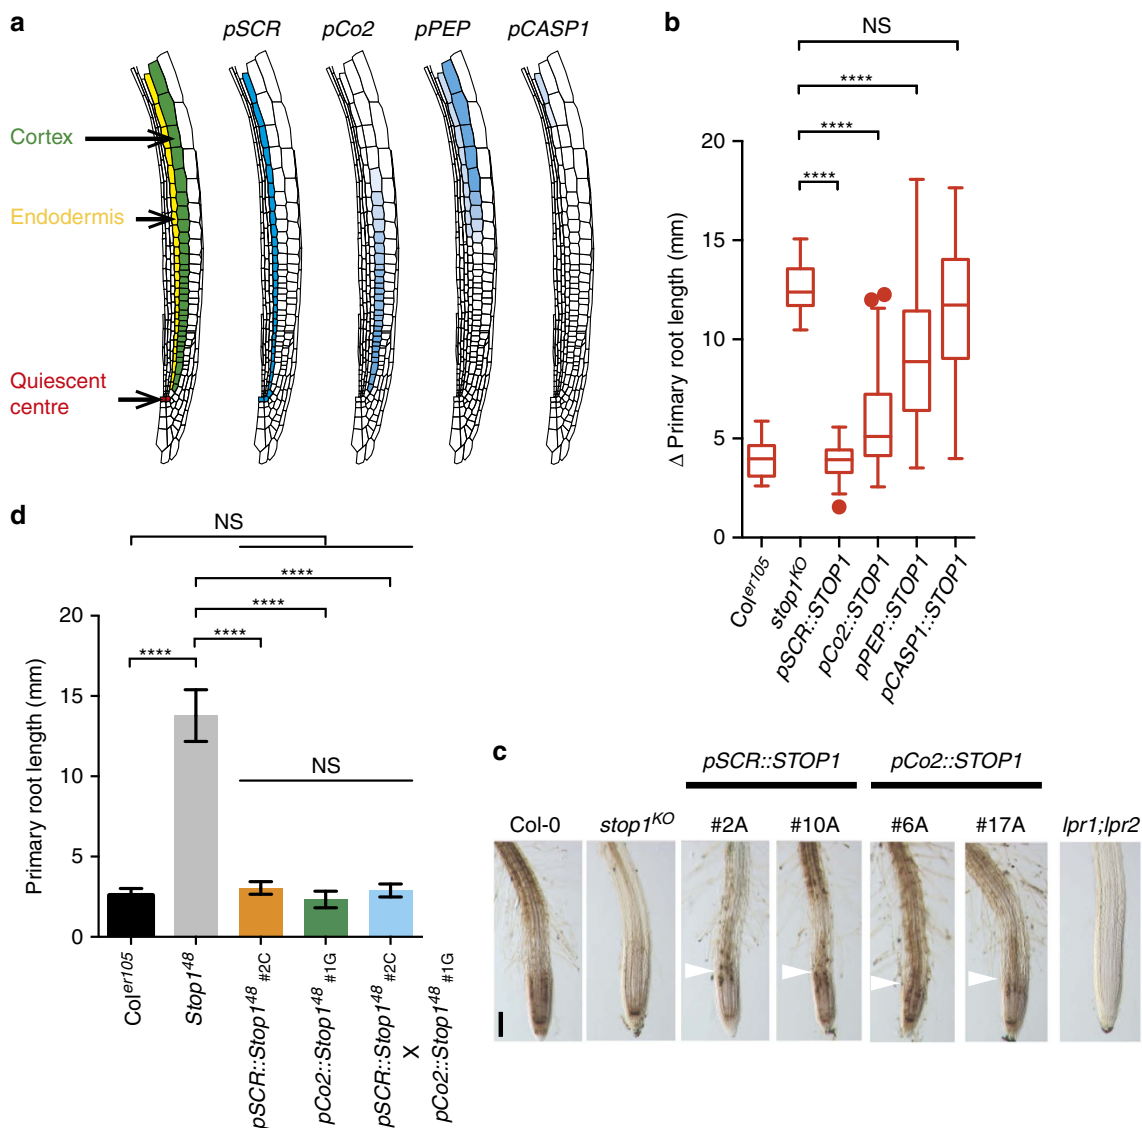 a
pSCR pCo2 pPEP pCASP1
Cortex
Endodermis
Quiescent
centre
b
NS
****
****
****
20
15
10
5
0
Δ Primary root length (mm)
Col er105
stop1 KO
pSCR::STOP1
pCo2::STOP1
pPEP::STOP1
pCASP1::STOP1
d
NS
****
****
****
****
NS
20
15
10
5
0
Primary root length (mm)
Col er105
Stop1 48
pSCR::Stop1 48 #2C
pCo2::Stop1 48 #1G
pSCR::Stop1 48 #2C
X
pCo2::Stop1 48 #1G
c
pSCR::STOP1 pCo2::STOP1
Col-0 stop1 KO #2A #10A #6A #17A lpr1;lpr2